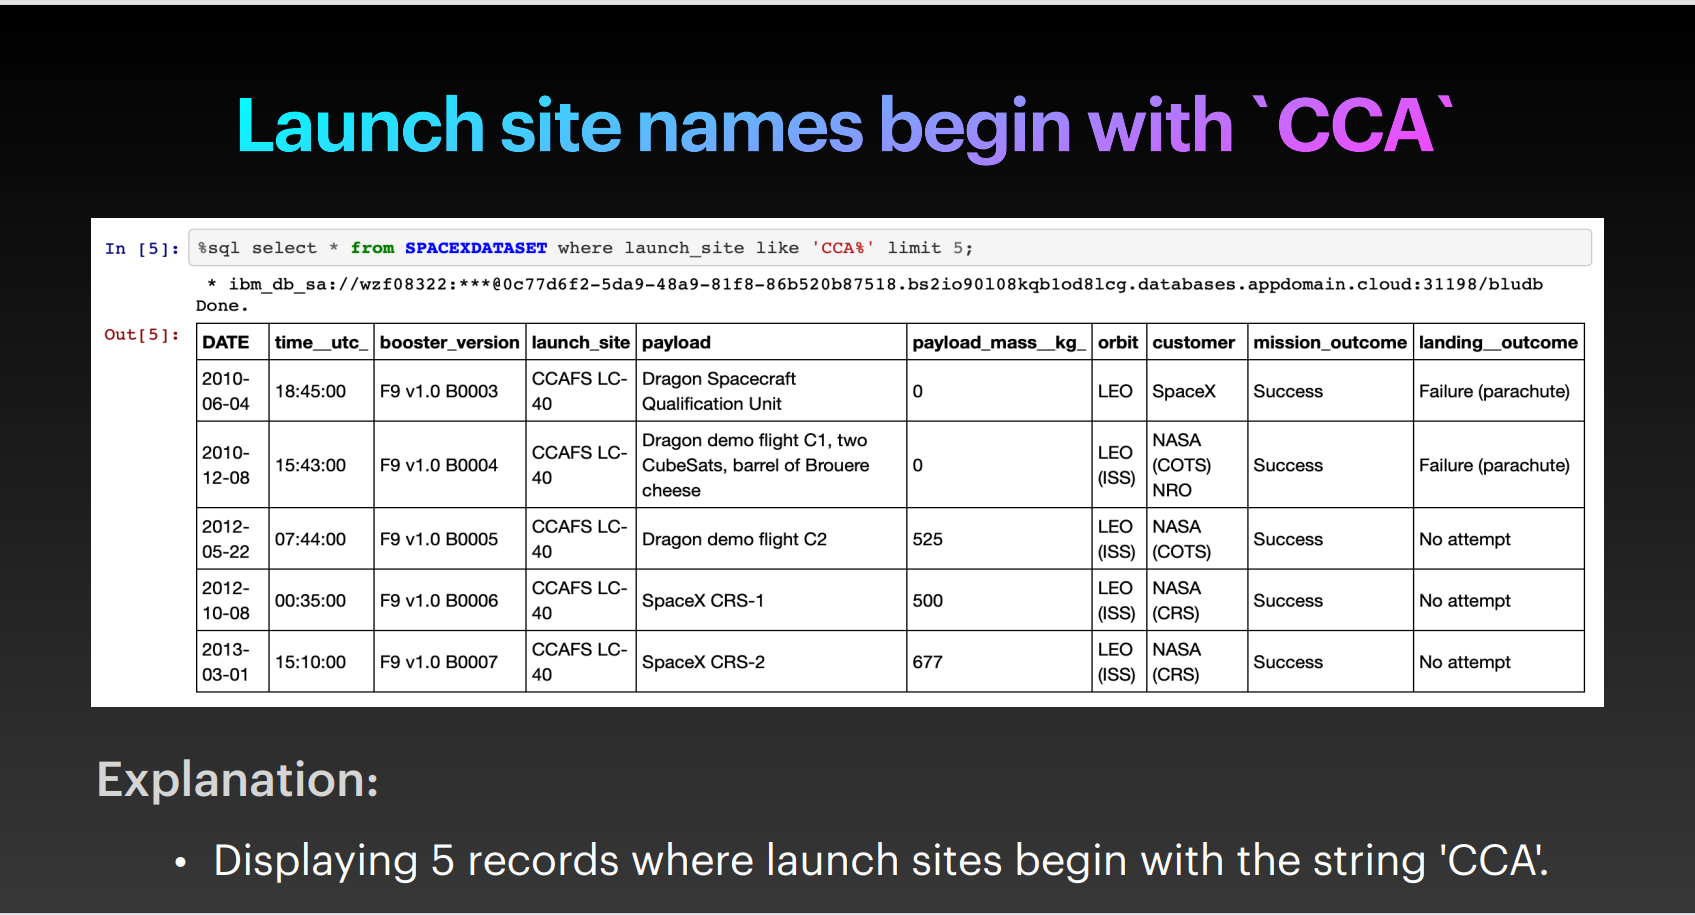 Launch site names begin with `CCA`
In [5]: %sql select * from SPACEXDATASET where launch_site like 'CCA%' limit 5;
* ibm_db_sa://wzf08322:***@0c77d6f2-5da9-48a9-81f8-86b520b87518.bs2io90l08kqb1od8lcg.databases.appdomain.cloud:31198/bludb
Done.
Out[5]:
DATE time__utc_ booster_version launch_site payload payload_mass__kg_ orbit customer mission_outcome landing__outcome
2010-06-04 18:45:00 F9 v1.0 B0003 CCAFS LC-40 Dragon Spacecraft Qualification Unit 0 LEO SpaceX Success Failure (parachute)
2010-12-08 15:43:00 F9 v1.0 B0004 CCAFS LC-40 Dragon demo flight C1, two CubeSats, barrel of Brouere cheese 0 LEO (ISS) NASA (COTS) NRO Success Failure (parachute)
2012-05-22 07:44:00 F9 v1.0 B0005 CCAFS LC-40 Dragon demo flight C2 525 LEO (ISS) NASA (COTS) Success No attempt
2012-10-08 00:35:00 F9 v1.0 B0006 CCAFS LC-40 SpaceX CRS-1 500 LEO (ISS) NASA (CRS) Success No attempt
2013-03-01 15:10:00 F9 v1.0 B0007 CCAFS LC-40 SpaceX CRS-2 677 LEO (ISS) NASA (CRS) Success No attempt
Explanation:
• Displaying 5 records where launch sites begin with the string 'CCA'.